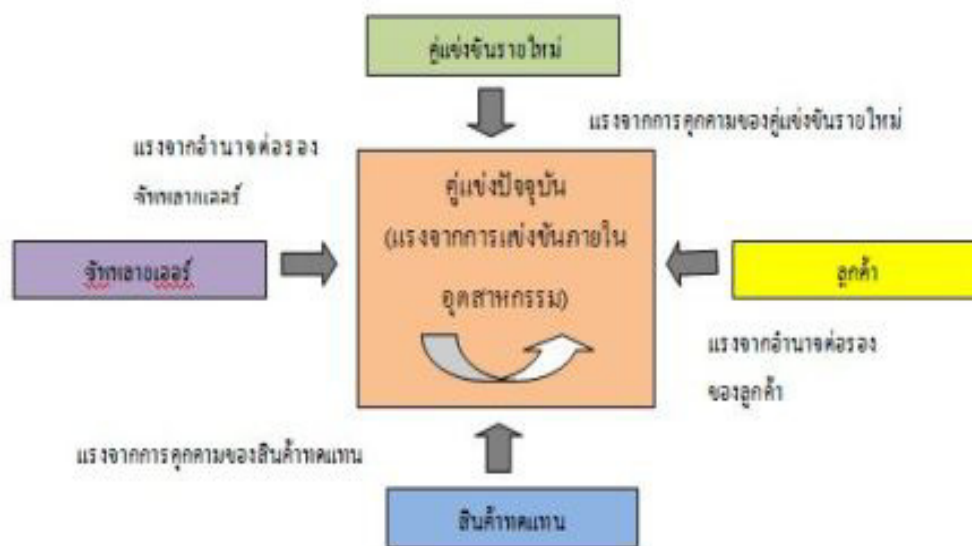 คู่แข่งขันรายใหม่
แรงจากการคุกคามของคู่แข่งขันรายใหม่
แรงจากอำนาจต่อรอง
ซัพพลายเออร์
คู่แข่งปัจจุบัน
(แรงจากการแข่งขันภายใน
อุตสาหกรรม)
ซัพพลายเออร์
ลูกค้า
แรงจากอำนาจต่อรอง
ของลูกค้า
แรงจากการคุกคามของสินค้าทดแทน
สินค้าทดแทน